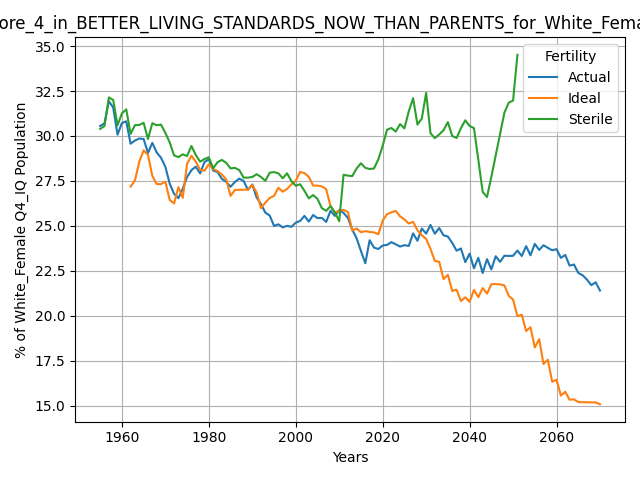 ore_4_in_BETTER_LIVING_STANDARDS_NOW_THAN_PARENTS_for_White_Fema
35.0
32.5
30.0
27.5
25.0
22.5
20.0
17.5
15.0
% of White_Female Q4_IQ Population
Fertility
Actual
Ideal
Sterile
1960
1980
2000
2020
2040
2060
Years